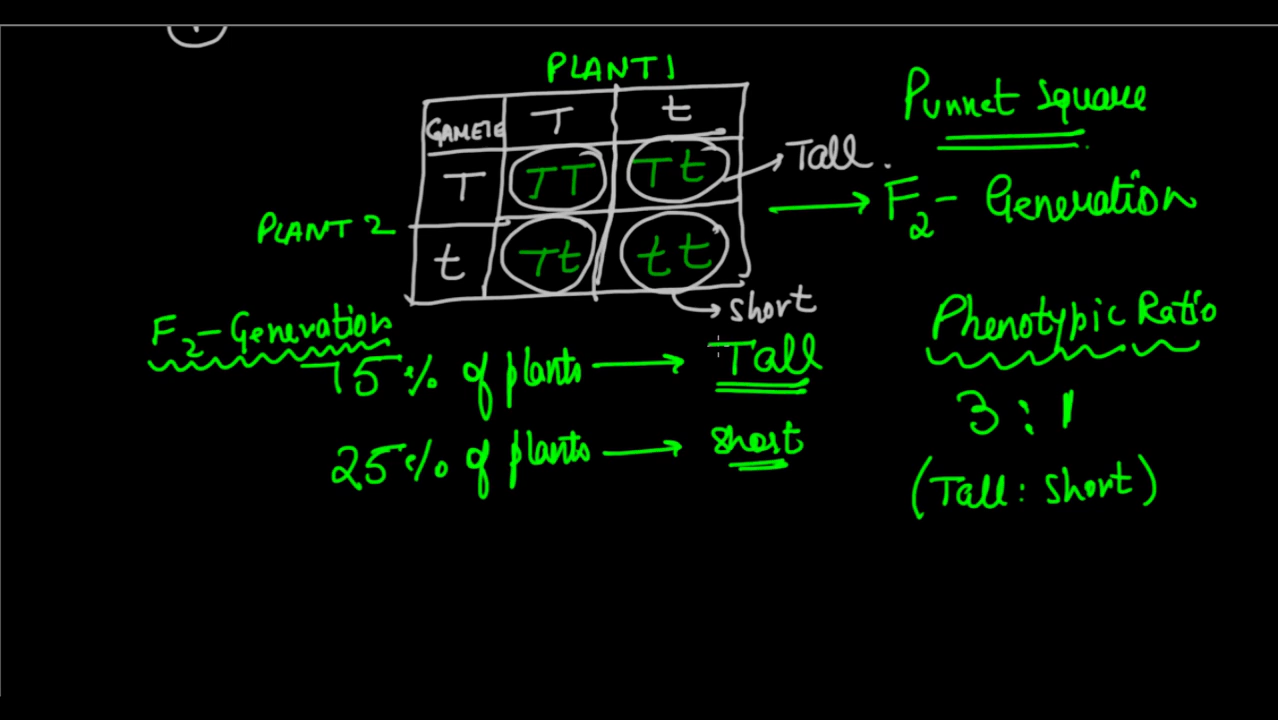 PLANT 1
Punnet Square
GAMETE T t
T TT Tt
Tall.
F2- Generation
PLANT 2
t Tt tt
short
F2-Generation
Phenotypic Ratio
75% of plants Tall
3 : 1
25% of plants short
(Tall : short)